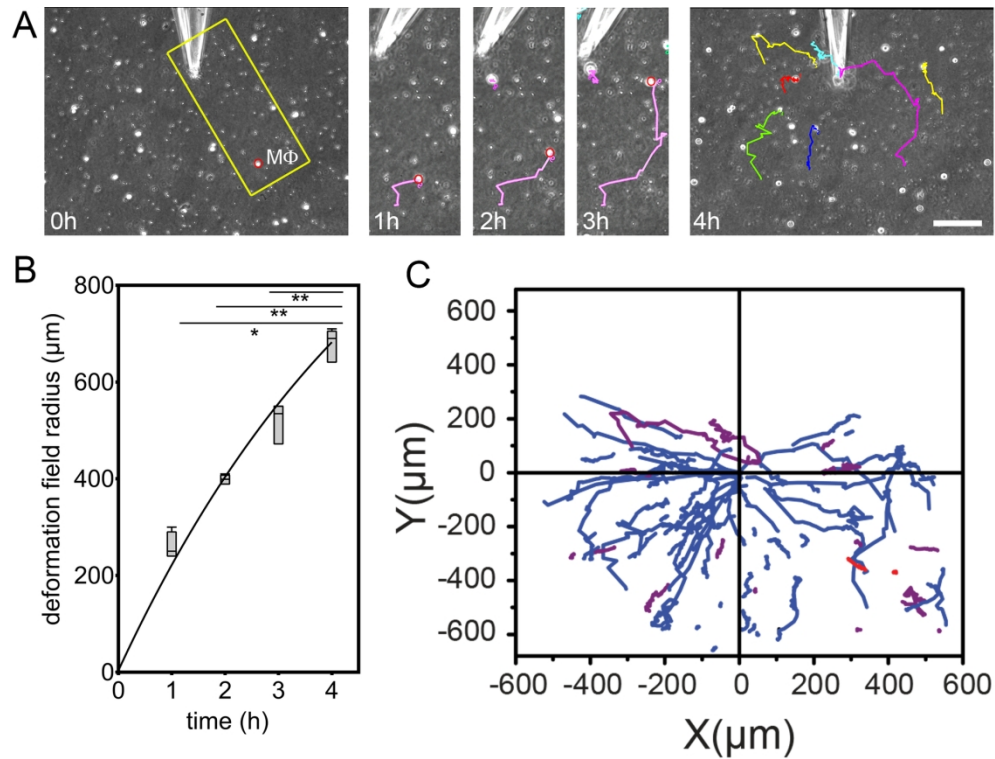 A
MΦ
0h
1h
2h
3h
4h
B
deformation field radius (μm)
800
600
400
200
0
**
**
*
0 1 2 3 4
time (h)
C
Y(μm)
600
400
200
0
-200
-400
-600
-600 -400 -200 0 200 400 600
X(μm)